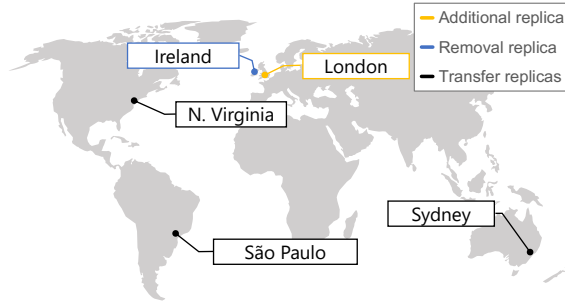 Additional replica
Removal replica
Transfer replicas
Ireland
London
N. Virginia
Sydney
São Paulo